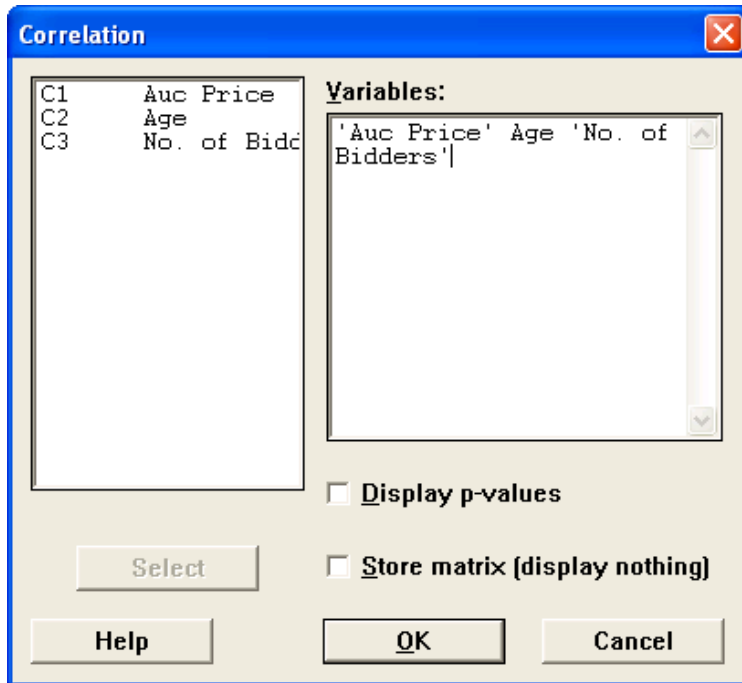 Correlation
C1 Auc Price
C2 Age
C3 No. of Bidd
Variables:
'Auc Price' Age 'No. of
Bidders'
Display p-values
Store matrix (display nothing)
Select
Help
OK
Cancel